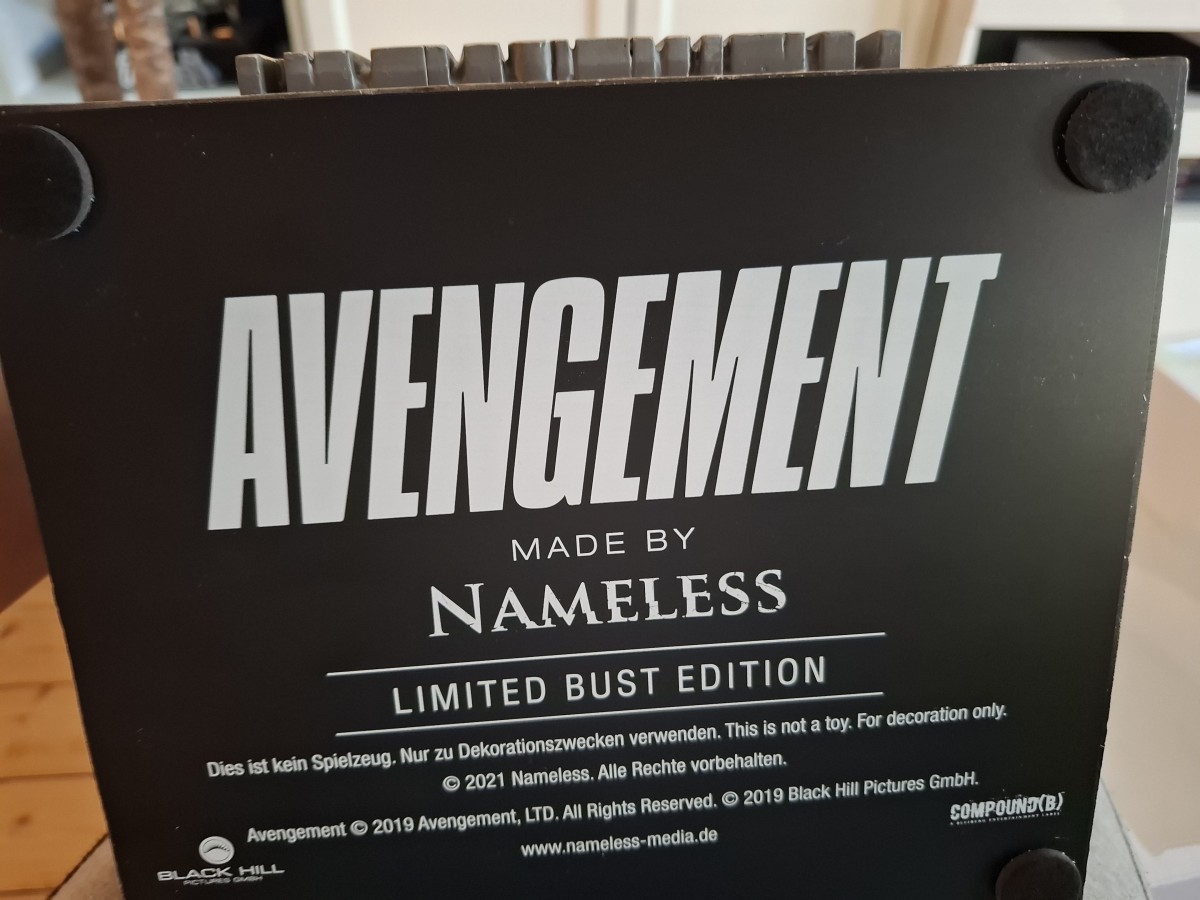 AVENGEMENT
MADE BY
NAMELESS
LIMITED BUST EDITION
Dies ist kein Spielzeug. Nur zu Dekorationszwecken verwenden. This is not a toy. For decoration only.
© 2021 Nameless. Alle Rechte vorbehalten.
Avengement © 2019 Avengement, LTD. All Rights Reserved. © 2019 Black Hill Pictures GmbH.
www.nameless-media.de
BLACK HILL
PICTURES GMBH
COMPOUND(B)